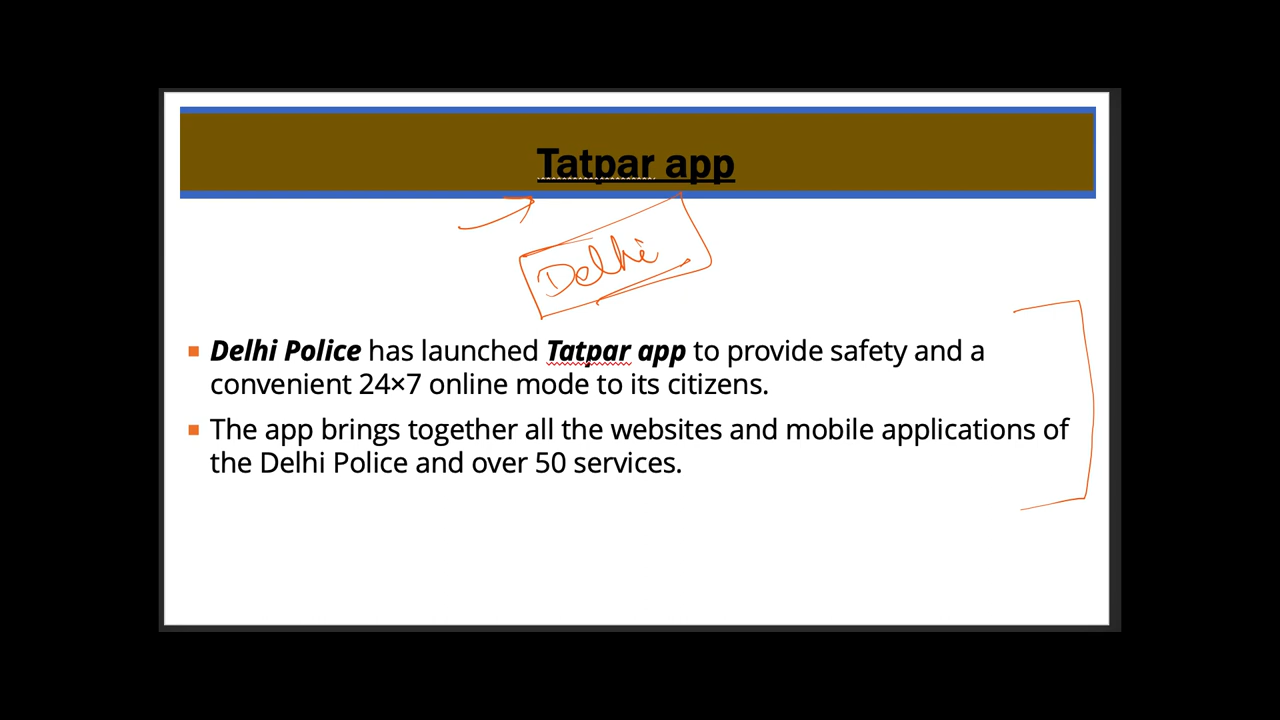 Tatpar app
Delhi
Delhi Police has launched Tatpar app to provide safety and a
convenient 24×7 online mode to its citizens.
The app brings together all the websites and mobile applications of
the Delhi Police and over 50 services.